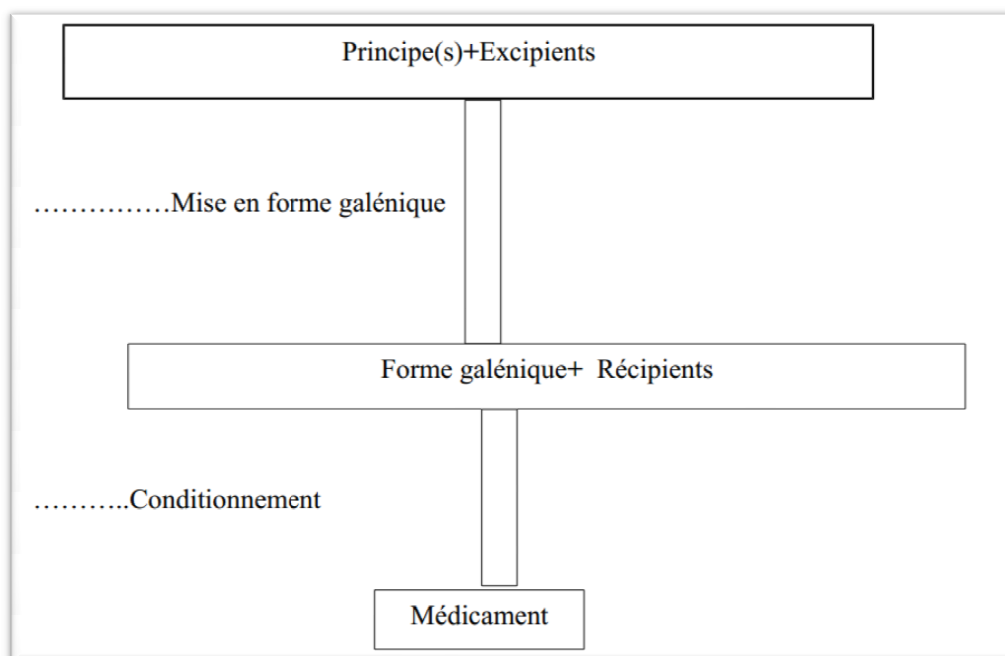 Principe(s)+Excipients
……………Mise en forme galénique
Forme galénique+ Récipients
………..Conditionnement
Médicament